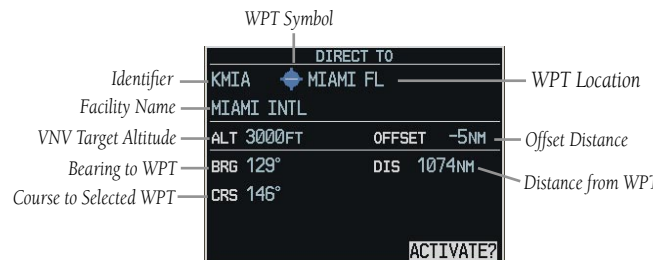 WPT Symbol
DIRECT TO
Identifier KMIA MIAMI FL WPT Location
Facility Name MIAMI INTL
VNV Target Altitude ALT 3000FT OFFSET -5NM Offset Distance
Bearing to WPT BRG 129° DIS 1074NM Distance from WPT
Course to Selected WPT CRS 146°
ACTIVATE?